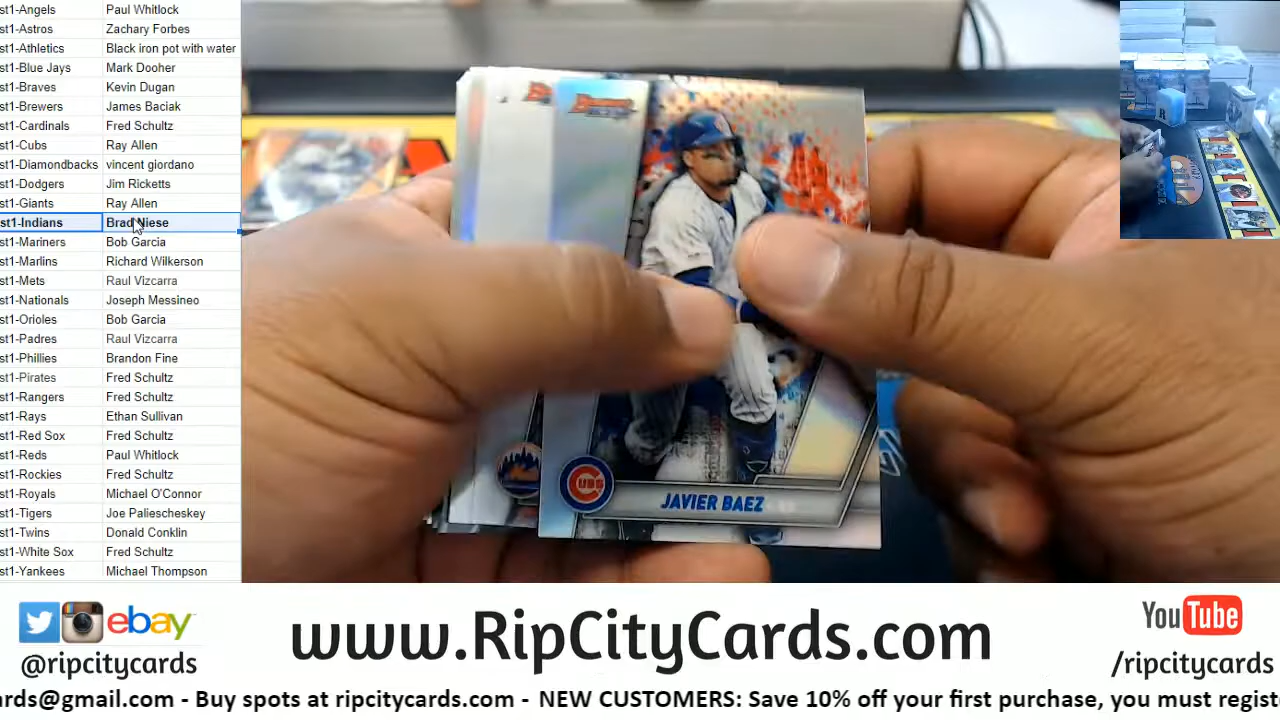 st1-Angels Paul Whitlock
st1-Astros Zachary Forbes
st1-Athletics Black iron pot with water
st1-Blue Jays Mark Dooher
st1-Braves Kevin Dugan
st1-Brewers James Baciak
st1-Cardinals Fred Schultz
st1-Cubs Ray Allen
st1-Diamondbacks vincent giordano
st1-Dodgers Jim Ricketts
st1-Giants Ray Allen
st1-Indians Brad Niese
st1-Mariners Bob Garcia
st1-Marlins Richard Wilkerson
st1-Mets Raul Vizcarra
st1-Nationals Joseph Messineo
st1-Orioles Bob Garcia
st1-Padres Raul Vizcarra
st1-Phillies Brandon Fine
st1-Pirates Fred Schultz
st1-Rangers Fred Schultz
st1-Rays Ethan Sullivan
st1-Red Sox Fred Schultz
st1-Reds Paul Whitlock
st1-Rockies Fred Schultz
st1-Royals Michael O'Connor
st1-Tigers Joe Paliescheskey
st1-Twins Donald Conklin
st1-White Sox Fred Schultz
st1-Yankees Michael Thompson
Bowman
CUBS
JAVIER BAEZ
ebay
@ripcitycards
www.RipCityCards.com
YouTube
/ripcitycards
ards@gmail.com - Buy spots at ripcitycards.com - NEW CUSTOMERS: Save 10% off your first purchase, you must regist